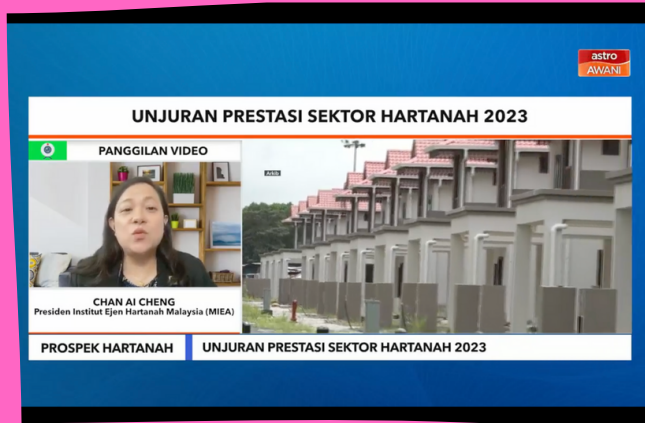 astro
AWANI
UNJURAN PRESTASI SEKTOR HARTANAH 2023
PANGGILAN VIDEO
Arkib
CHAN AI CHENG
Presiden Institut Ejen Hartanah Malaysia (MIEA)
PROSPEK HARTANAH
UNJURAN PRESTASI SEKTOR HARTANAH 2023